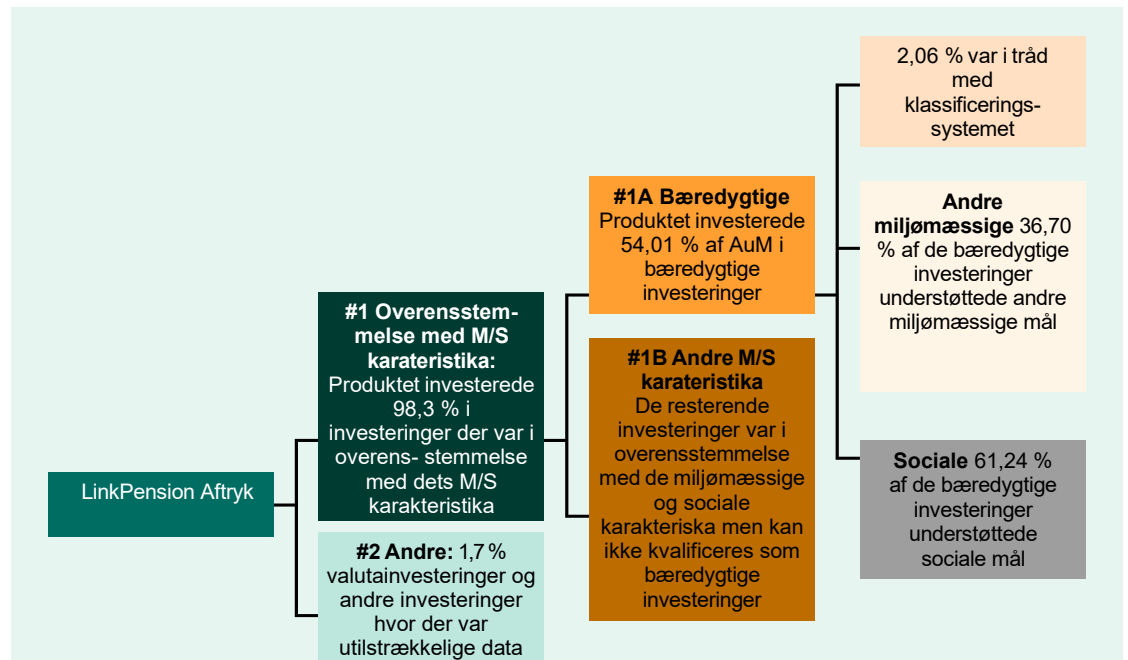 LinkPension Aftryk
#1 Overensstem-
melse med M/S
karateristika:
Produktet investerede
98,3 % i
investeringer der var i
overens- stemmelse
med dets M/S
karakteristika
#2 Andre: 1,7 %
valutainvesteringer og
andre investeringer
hvor der var
utilstrækkelige data
#1A Bæredygtige
Produktet investerede
54,01 % af AuM i
bæredygtige
investeringer
#1B Andre M/S
karateristika
De resterende
investeringer var i
overensstemmelse
med de miljømæssige
og sociale
karakteriska men kan
ikke kvalificeres som
bæredygtige
investeringer
2,06 % var i tråd
med
klassificerings-
systemet
Andre
miljømæssige 36,70
% af de bæredygtige
investeringer
understøttede andre
miljømæssige mål
Sociale 61,24 %
af de bæredygtige
investeringer
understøttede
sociale mål